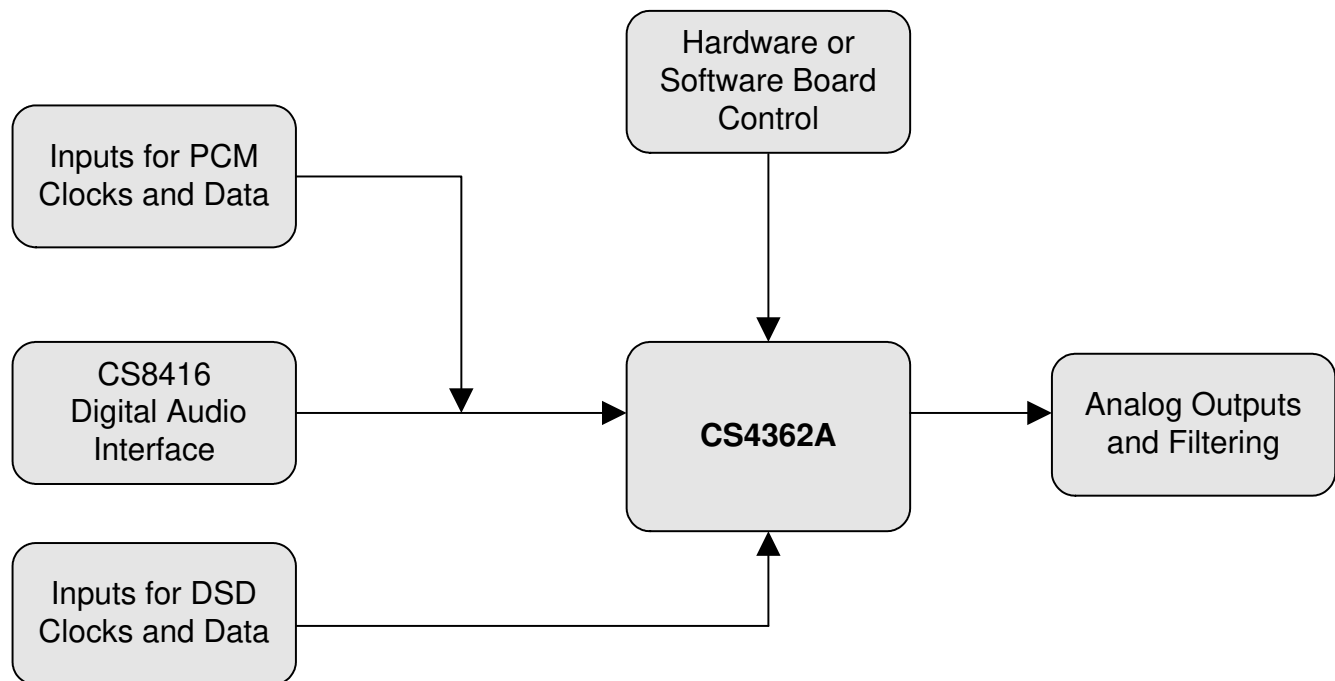 Hardware or
Software Board
Control
Inputs for PCM
Clocks and Data
CS8416
Digital Audio
Interface
CS4362A
Analog Outputs
and Filtering
Inputs for DSD
Clocks and Data